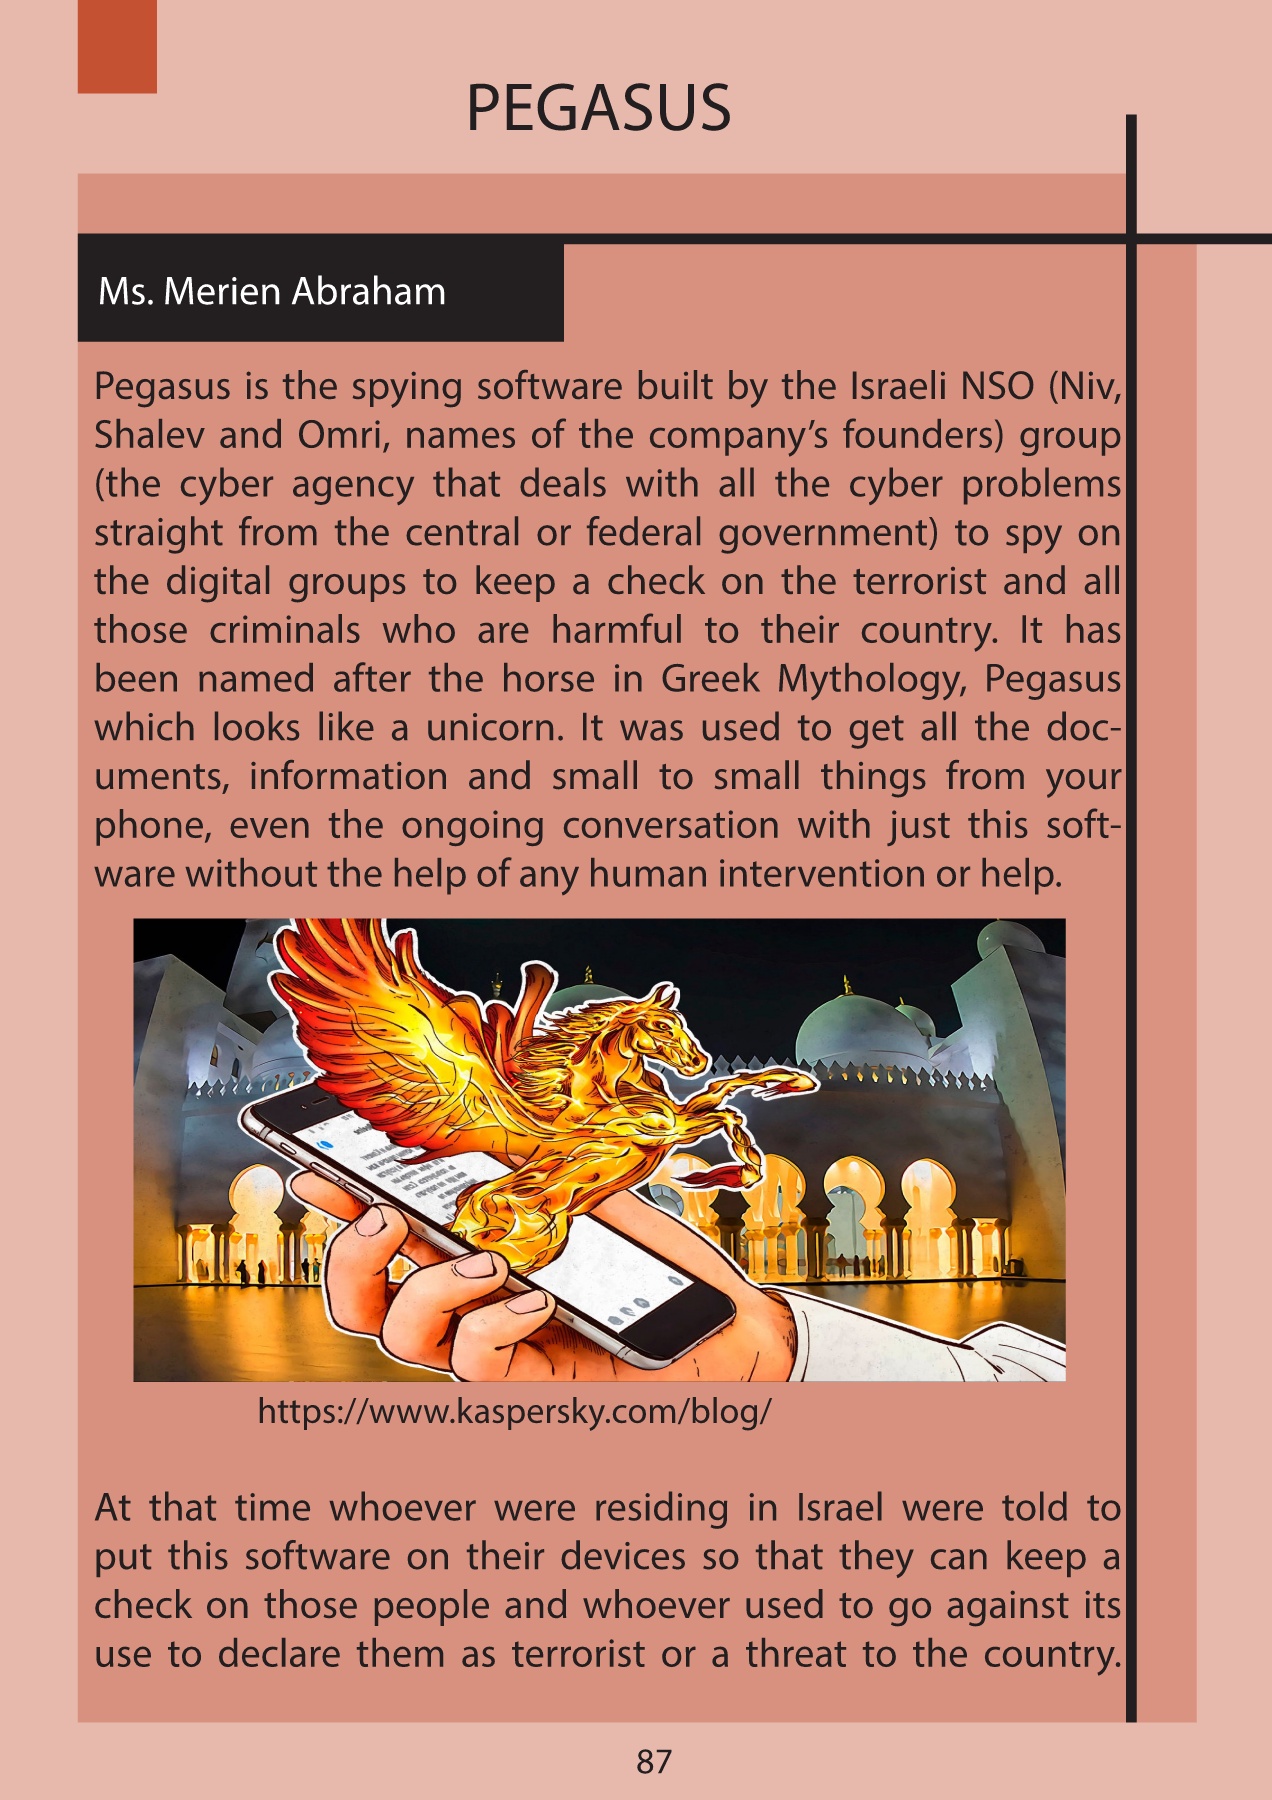 PEGASUS
Ms. Merien Abraham
Pegasus is the spying software built by the Israeli NSO (Niv,
Shalev and Omri, names of the company’s founders) group
(the cyber agency that deals with all the cyber problems
straight from the central or federal government) to spy on
the digital groups to keep a check on the terrorist and all
those criminals who are harmful to their country. It has
been named after the horse in Greek Mythology, Pegasus
which looks like a unicorn. It was used to get all the doc-
uments, information and small to small things from your
phone, even the ongoing conversation with just this soft-
ware without the help of any human intervention or help.
https://www.kaspersky.com/blog/
At that time whoever were residing in Israel were told to
put this software on their devices so that they can keep a
check on those people and whoever used to go against its
use to declare them as terrorist or a threat to the country.
87